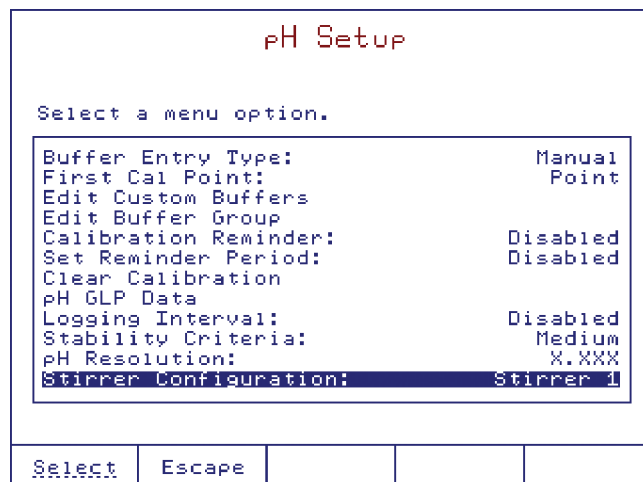 pH Setup
Select a menu option.
Buffer Entry Type: Manual
First Cal Point: Point
Edit Custom Buffers
Edit Buffer Group
Calibration Reminder: Disabled
Set Reminder Period: Disabled
Clear Calibration
pH GLP Data
Logging Interval: Disabled
Stability Criteria: Medium
pH Resolution: X.XXX
Stirrer Configuration: Stirrer 1
Select Escape